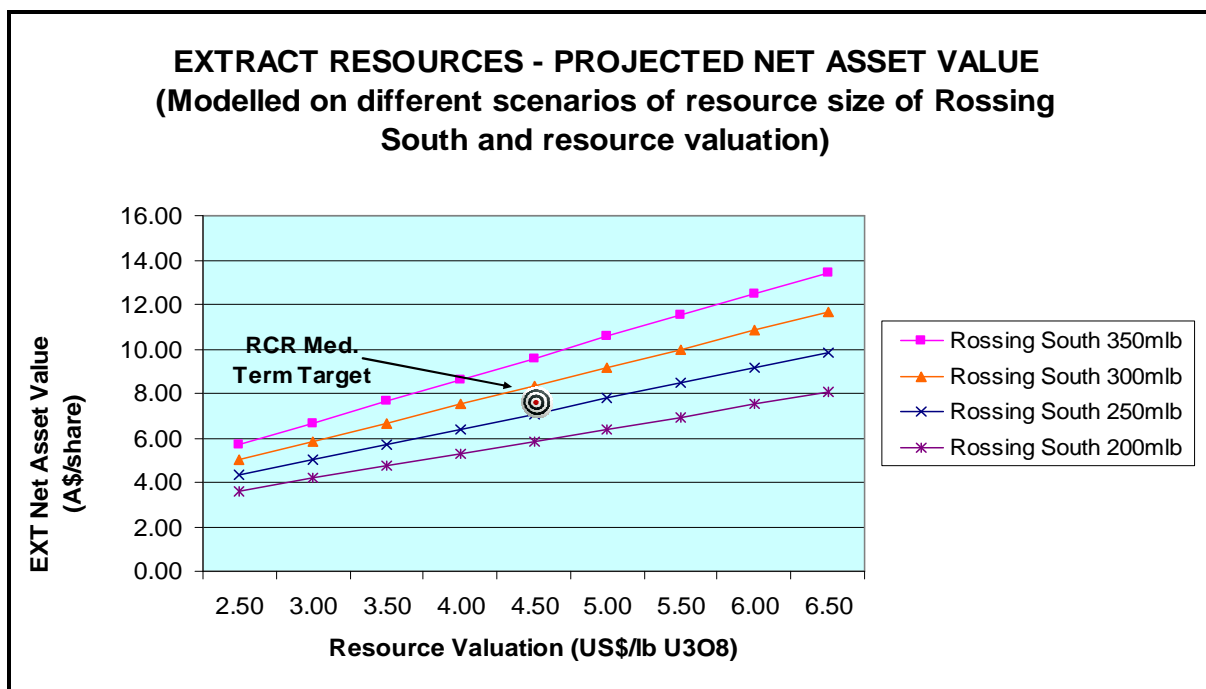 EXTRACT RESOURCES - PROJECTED NET ASSET VALUE
(Modelled on different scenarios of resource size of Rossing
South and resource valuation)
EXT Net Asset Value
(A$/share)
16.00
14.00
12.00
10.00
8.00
6.00
4.00
2.00
0.00
RCR Med.
Term Target
2.50 3.00 3.50 4.00 4.50 5.00 5.50 6.00 6.50
Resource Valuation (US$/lb U3O8)
Rossing South 350mlb
Rossing South 300mlb
Rossing South 250mlb
Rossing South 200mlb